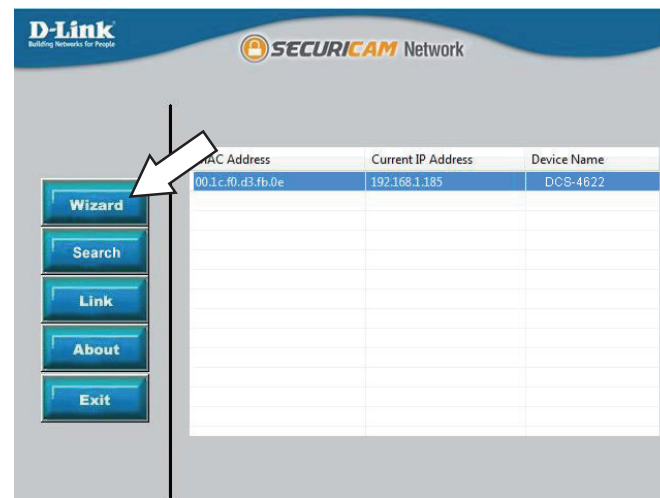 D-Link
Building Networks for People
SECURICAM Network
MAC Address Current IP Address Device Name
00.1c.f0.d3.fb.0e 192.168.1.185 DCS-4622
Wizard
Search
Link
About
Exit